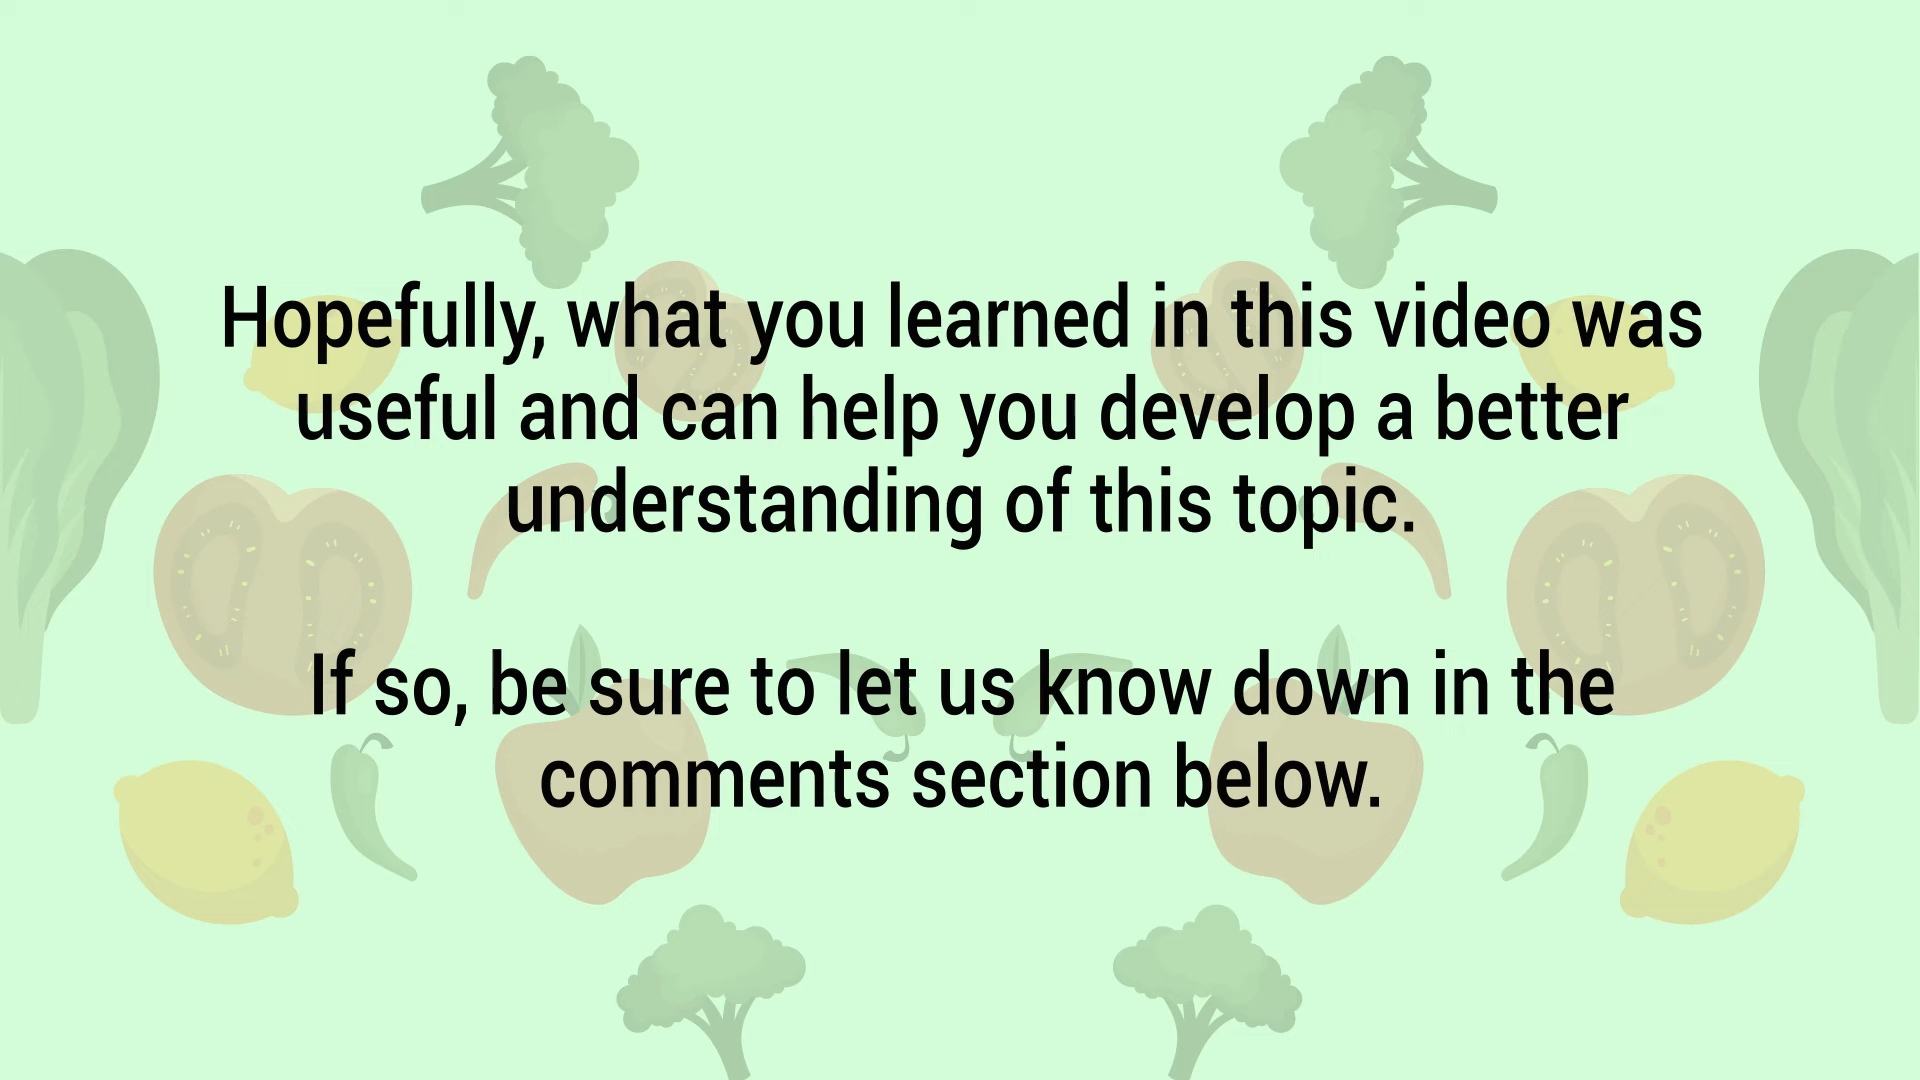 Hopefully, what you learned in this video was
useful and can help you develop a better
understanding of this topic.
If so, be sure to let us know down in the
comments section below.